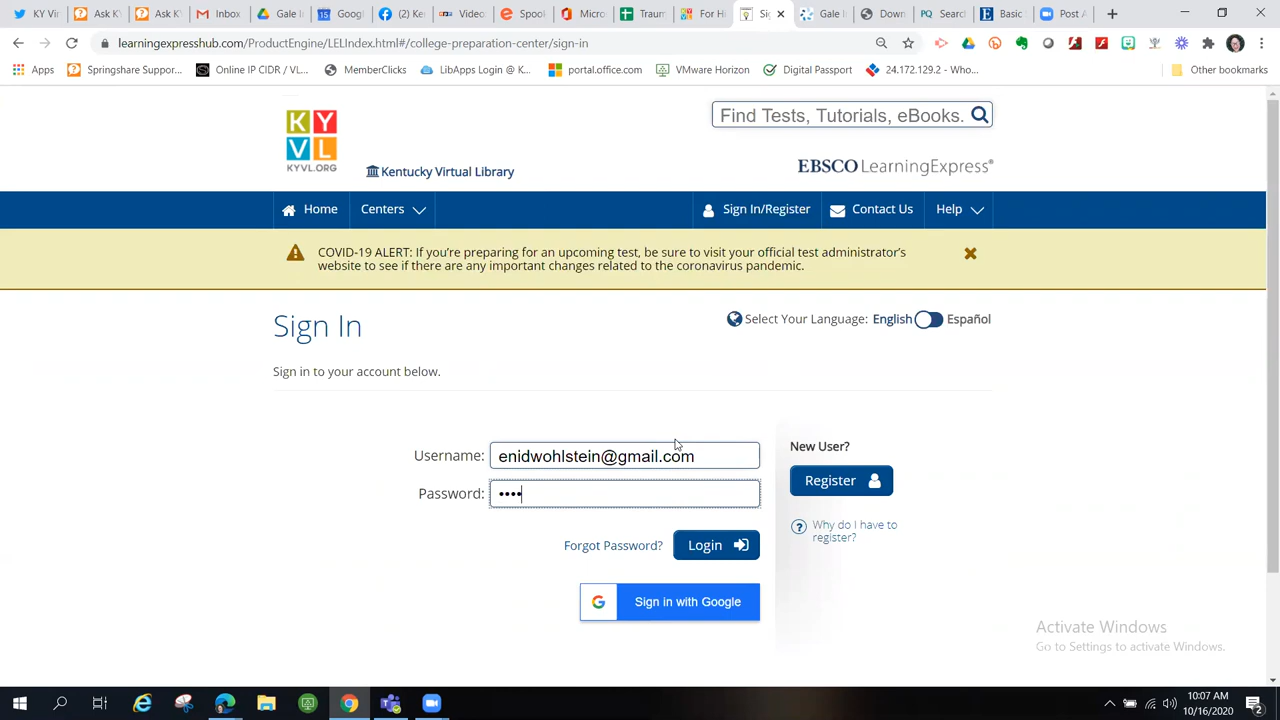 KY Vir
Ask K
Ask KY
Inbox
Gale I
Googl
(2) Key
Video
Spook
Micro
Traum
For Hi
Sig
Gale
Down
Search
Basic
Post A
learningexpresshub.com/ProductEngine/LELIndex.html#/college-preparation-center/sign-in
Apps
Springshare Suppor...
Online IP CIDR / VL...
MemberClicks
LibApps Login @ K...
portal.office.com
VMware Horizon
Digital Passport
24.172.129.2 - Who...
Other bookmarks
K Y
V L
KYVL.ORG
Kentucky Virtual Library
Find Tests, Tutorials, eBooks.
EBSCO LearningExpress®
Home
Centers
Sign In/Register
Contact Us
Help
COVID-19 ALERT: If you're preparing for an upcoming test, be sure to visit your official test administrator's
website to see if there are any important changes related to the coronavirus pandemic.
Sign In
Select Your Language: English Español
Sign in to your account below.
Username: enidwohlstein@gmail.com
Password: ••••
Forgot Password?
Login
Sign in with Google
New User?
Register
Why do I have to
register?
Activate Windows
Go to Settings to activate Windows.
10:07 AM
10/16/2020
2